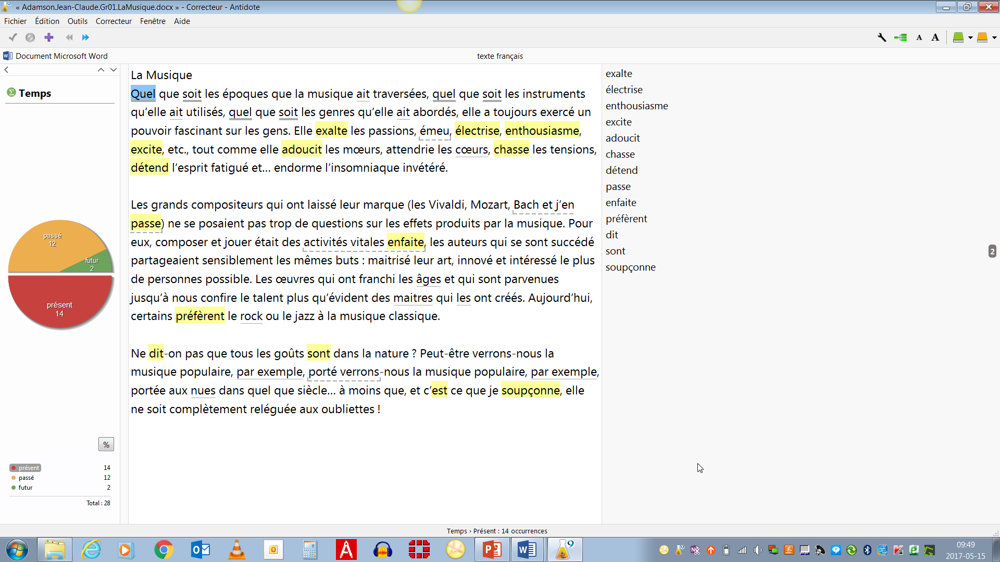 « Adamson.Jean-Claude.Gr01.LaMusique.docx » - Correcteur - Antidote
Fichier Édition Outils Correcteur Fenêtre Aide
A A
Document Microsoft Word
texte français
Temps
passé
12
futur
2
présent
14
%
présent 14
passé 12
futur 2
Total : 28
La Musique
Quel que soit les époques que la musique ait traversées, quel que soit les instruments
qu’elle ait utilisés, quel que soit les genres qu’elle ait abordés, elle a toujours exercé un
pouvoir fascinant sur les gens. Elle exalte les passions, émeu, électrise, enthousiasme,
excite, etc., tout comme elle adoucit les mœurs, attendrie les cœurs, chasse les tensions,
détend l’esprit fatigué et... endorme l’insomniaque invétéré.
Les grands compositeurs qui ont laissé leur marque (les Vivaldi, Mozart, Bach et j’en
passe) ne se posaient pas trop de questions sur les effets produits par la musique. Pour
eux, composer et jouer était des activités vitales enfaite, les auteurs qui se sont succédé
partageaient sensiblement les mêmes buts : maitrisé leur art, innové et intéressé le plus
de personnes possible. Les œuvres qui ont franchi les âges et qui sont parvenues
jusqu’à nous confire le talent plus qu’évident des maitres qui les ont créés. Aujourd’hui,
certains préfèrent le rock ou le jazz à la musique classique.
Ne dit-on pas que tous les goûts sont dans la nature ? Peut-être verrons-nous la
musique populaire, par exemple, porté verrons-nous la musique populaire, par exemple,
portée aux nues dans quel que siècle... à moins que, et c’est ce que je soupçonne, elle
ne soit complètement reléguée aux oubliettes !
exalte
électrise
enthousiasme
excite
adoucit
chasse
détend
passe
enfaite
préfèrent
dit
sont
soupçonne
2
Temps › Présent : 14 occurrences
09:49
2017-05-15